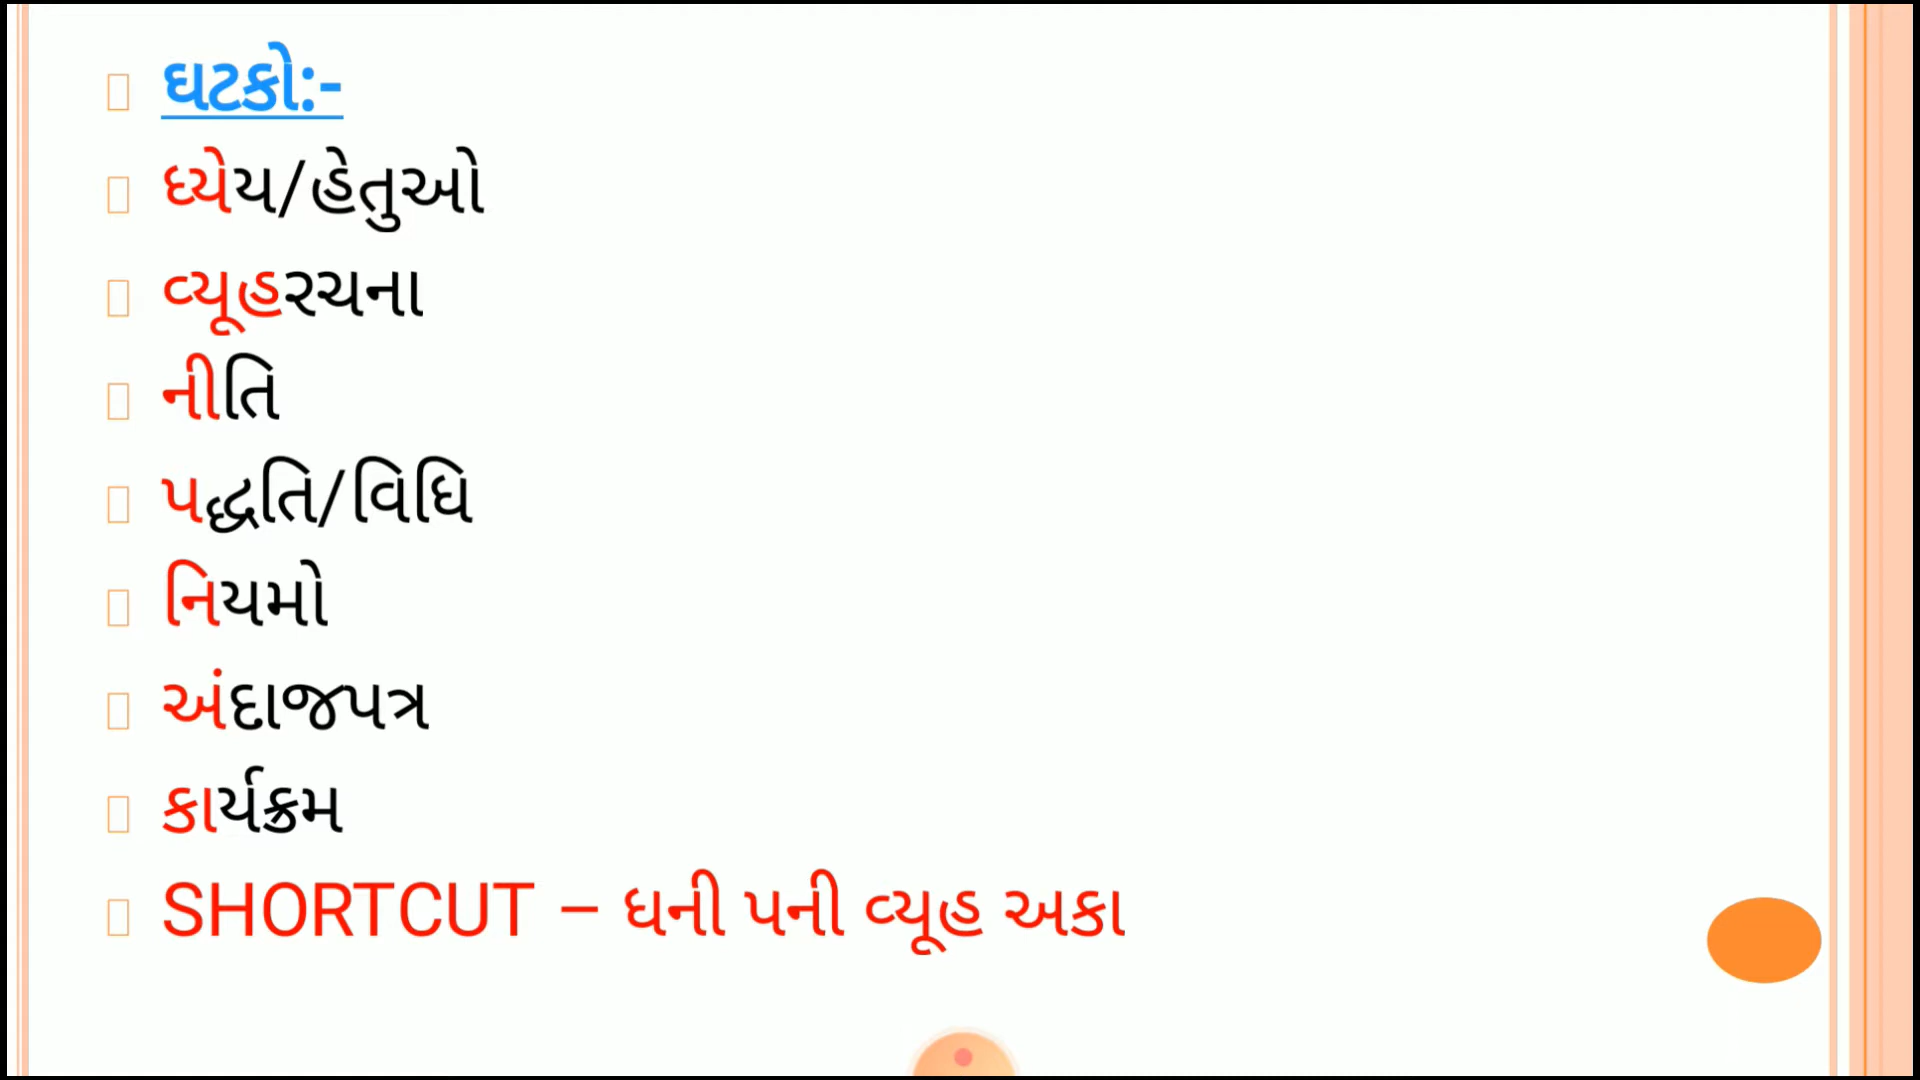 ઘટકો:-
ધ્યેય/હેતુઓ
વ્યૂહરચના
નીતિ
પદ્ધતિ/વિધિ
નિયમો
અંદાજપત્ર
કાર્યક્રમ
SHORTCUT – ધની પની વ્યૂહ અકા